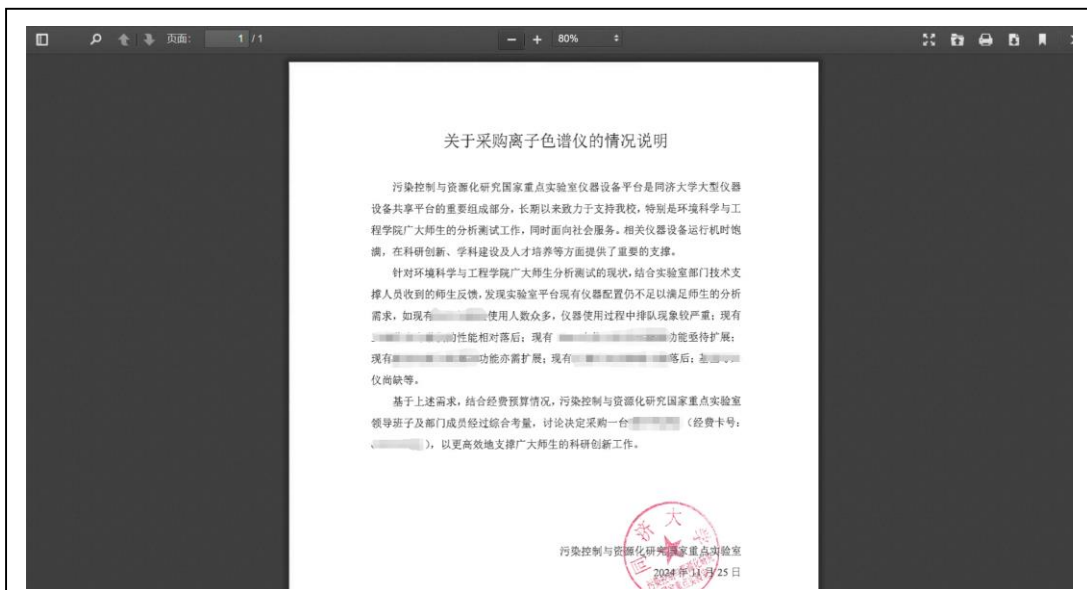 页面: 1 / 1 80%
关于采购离子色谱仪的情况说明
污染控制与资源化研究国家重点实验室仪器设备平台是同济大学大型仪器
设备共享平台的重要组成部分，长期以来致力于支持我校，特别是环境科学与工
程学院广大师生的分析测试工作，同时面向社会服务。相关仪器设备运行机时饱
满，在科研创新、学科建设及人才培养等方面提供了重要的支撑。
针对环境科学与工程学院广大师生分析测试的现状，结合实验室部门技术支
撑人员收到的师生反馈，发现实验室平台现有仪器配置仍不足以满足师生的分析
需求，如现有 使用人数众多，仪器使用过程中排队现象较严重；现有
性能相对落后；现有 功能亟待扩展；
现有 功能亦需扩展；现有 落后；
仪尚缺等。
基于上述需求，结合经费预算情况，污染控制与资源化研究国家重点实验室
领导班子及部门成员经过综合考量，讨论决定采购一台 （经费卡号：
），以更高效地支撑广大师生的科研创新工作。
同济大学
污染控制与资源化研究国家重点实验室
2024 年 11 月 25 日